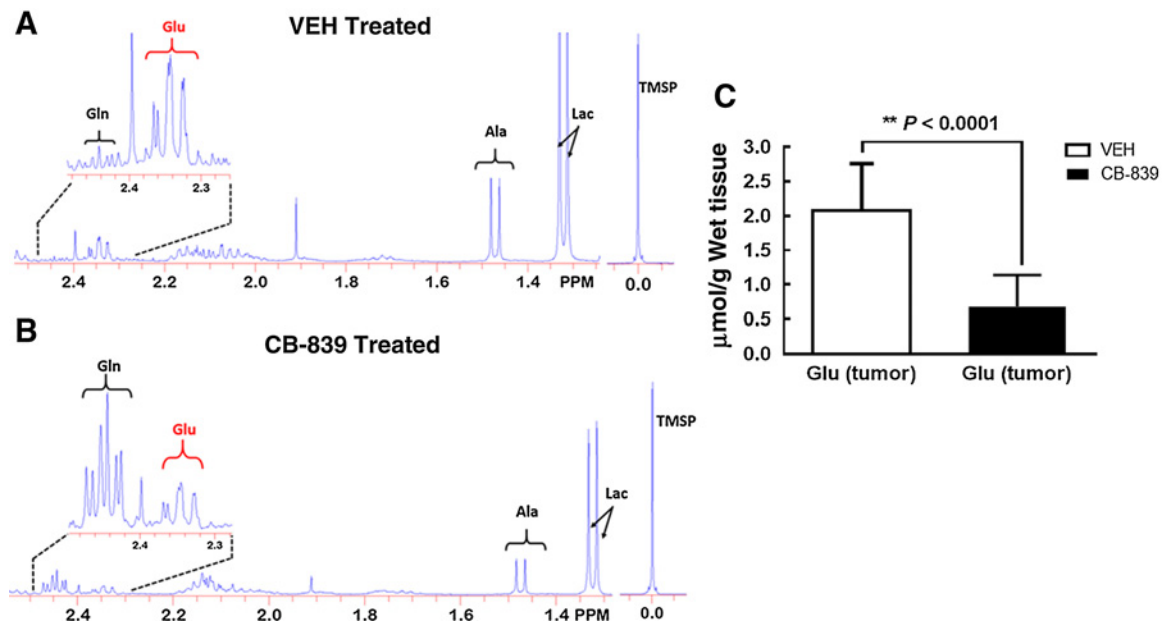 A
VEH Treated
Glu
Gln
2.4 2.3
Ala
Lac
TMSP
2.4 2.2 2.0 1.8 1.6 1.4 PPM 0.0
B
CB-839 Treated
Gln
Glu
2.4 2.3
Ala
Lac
TMSP
2.4 2.2 2.0 1.8 1.6 1.4 PPM 0.0
C
** P < 0.0001
VEH
CB-839
μmol/g Wet tissue
3.0
2.5
2.0
1.5
1.0
0.5
0.0
Glu (tumor) Glu (tumor)